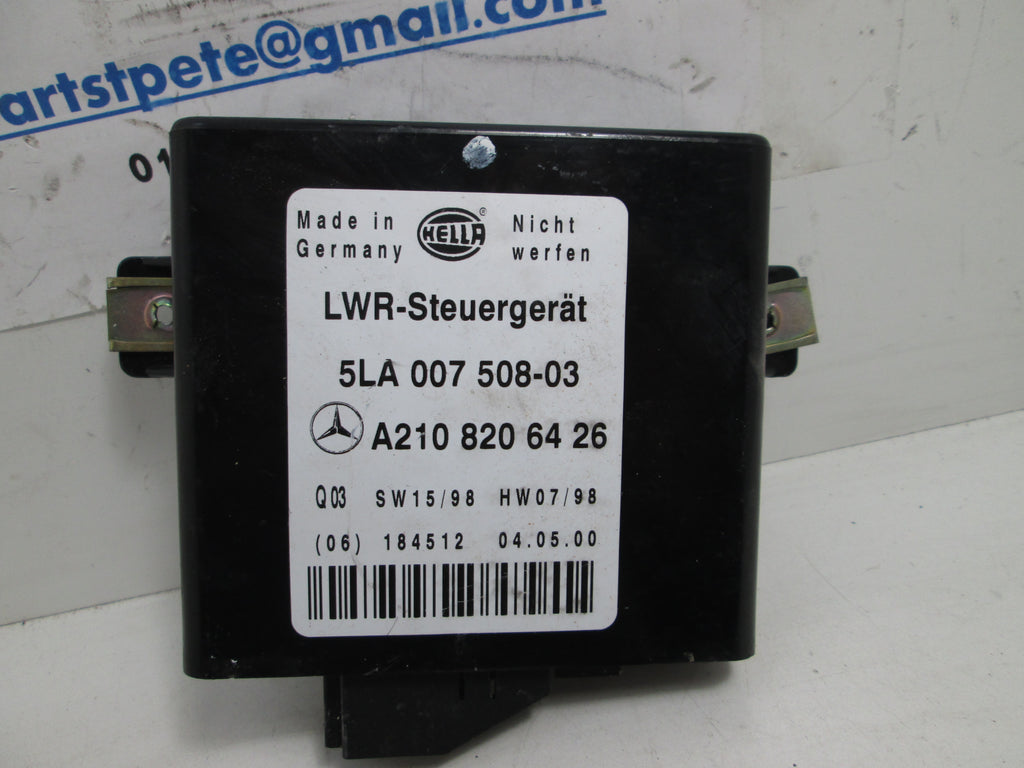 artstpete@gmail.com
01
Made in Germany
HELLA
®
Nicht werfen
LWR-Steuergerät
5LA 007 508-03
A210 820 64 26
Q03 SW15/98 HW07/98
(06) 184512 04.05.00